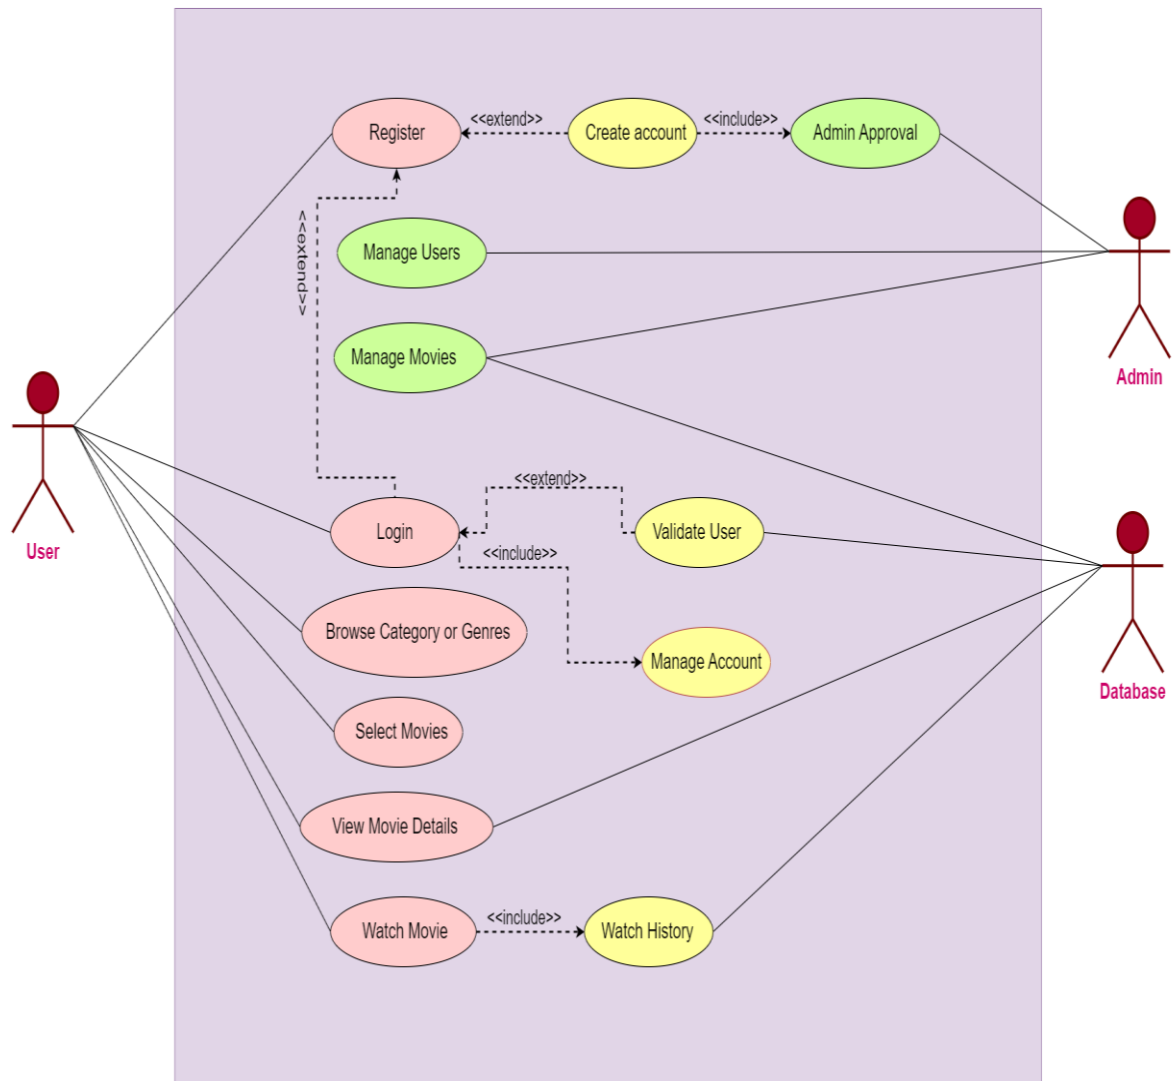 <<extend>>
<<include>>
Register
Create account
Admin Approval
<<extend>>
Manage Users
Manage Movies
Admin
User
<<extend>>
Login
Validate User
<<include>>
Browse Category or Genres
Manage Account
Database
Select Movies
View Movie Details
<<include>>
Watch Movie
Watch History